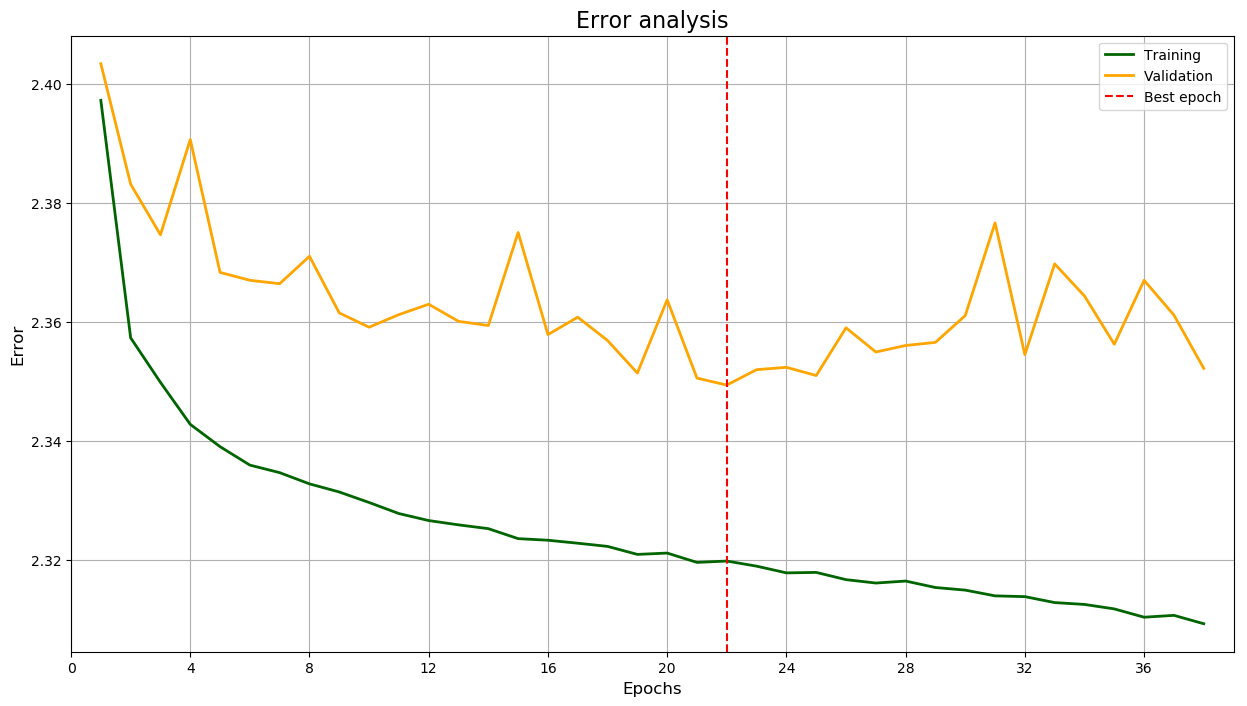 Error analysis
Training
Validation
Best epoch
2.40
2.38
2.36
2.34
2.32
Error
0 4 8 12 16 20 24 28 32 36
Epochs